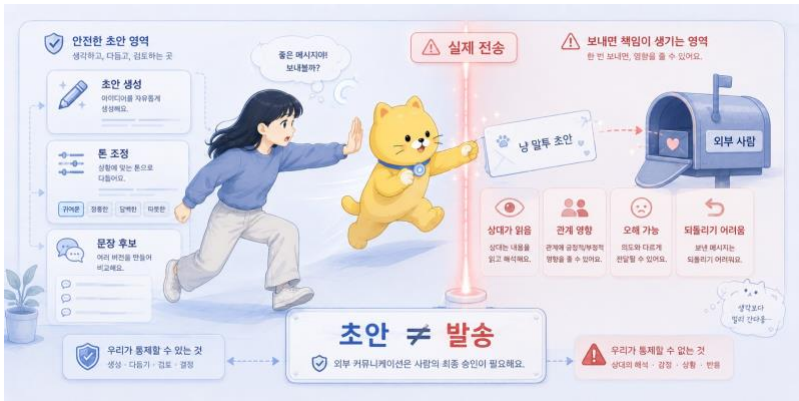 안전한 초안 영역
생각하고, 다듬고, 검토하는 곳
초안 생성
아이디어를 자유롭게
생성해요.
톤 조정
상황에 맞는 톤으로
다듬어요.
귀여운
정중한
담백한
따뜻한
문장 후보
여러 버전을 만들어
비교해요.
좋은 메시지야!
보내볼까?
실제 전송
보내면 책임이 생기는 영역
한 번 보내면, 영향을 줄 수 있어요.
냥 말투 초안
외부 사람
상대가 읽음
상대는 내용을
읽고 해석해요.
관계 영향
관계에 긍정적/부정적
영향을 줄 수 있어요.
오해 가능
의도와 다르게
전달될 수 있어요.
되돌리기 어려움
보낸 메시지는
되돌리기 어려워요.
생각보다
멀리 간다냥...
초안 ≠ 발송
외부 커뮤니케이션은 사람의 최종 승인이 필요해요.
우리가 통제할 수 있는 것
생성 · 다듬기 · 검토 · 결정
우리가 통제할 수 없는 것
상대의 해석 · 감정 · 상황 · 반응